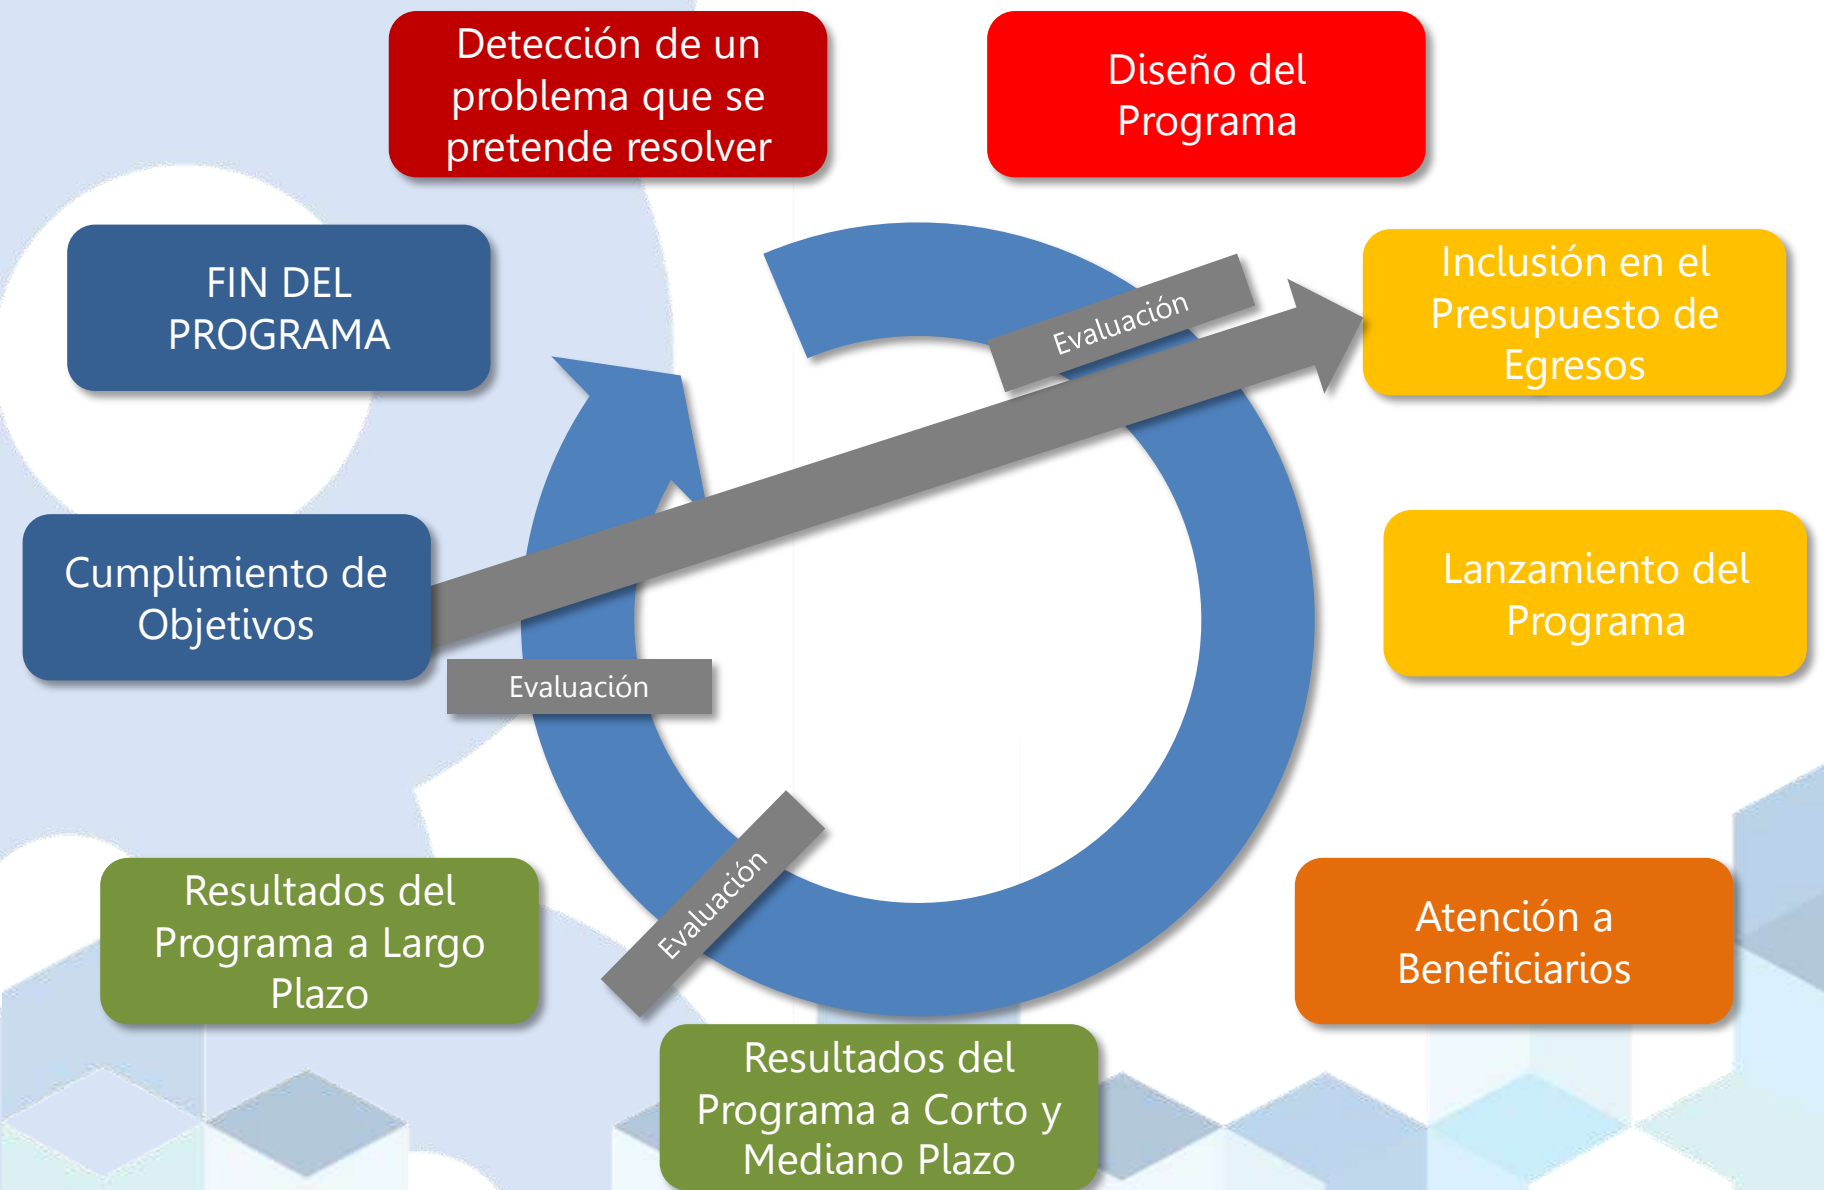 Detección de un
problema que se
pretende resolver
Diseño del
Programa
FIN DEL
PROGRAMA
Inclusión en el
Presupuesto de
Egresos
Evaluación
Cumplimiento de
Objetivos
Lanzamiento del
Programa
Evaluación
Evaluación
Resultados del
Programa a Largo
Plazo
Atención a
Beneficiarios
Resultados del
Programa a Corto y
Mediano Plazo